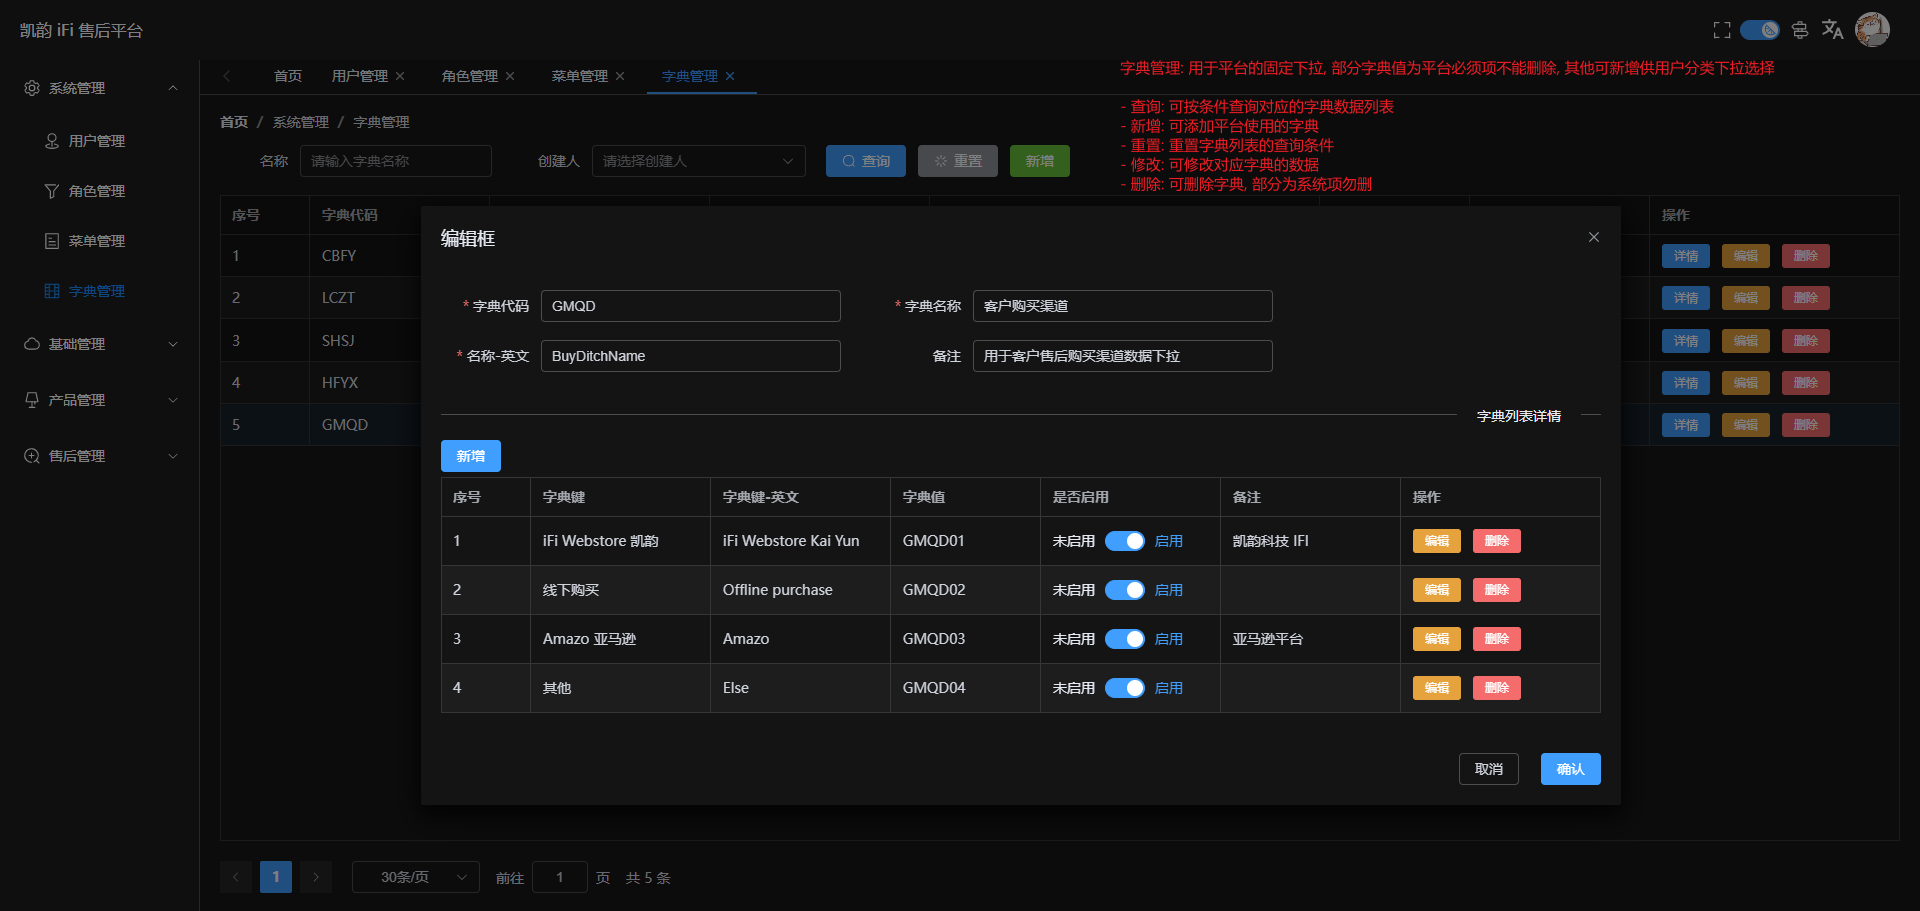 凯韵 iFi 售后平台
系统管理
用户管理
角色管理
菜单管理
字典管理
基础管理
产品管理
售后管理
首页 用户管理 角色管理 菜单管理 字典管理
字典管理: 用于平台的固定下拉, 部分字典值为平台必须项不能删除, 其他可新增供用户分类下拉选择
- 查询: 可按条件查询对应的字典数据列表
- 新增: 可添加平台使用的字典
- 重置: 重置字典列表的查询条件
- 修改: 可修改对应字典的数据
- 删除: 可删除字典, 部分为系统项勿删
首页 / 系统管理 / 字典管理
名称 请输入字典名称 创建人 请选择创建人 查询 重置 新增
序号 字典代码 操作
1 CBFY 详情 编辑 删除
2 LCZT 详情 编辑 删除
3 SHSJ 详情 编辑 删除
4 HFYX 详情 编辑 删除
5 GMQD 详情 编辑 删除
编辑框
* 字典代码 GMQD * 字典名称 客户购买渠道
* 名称-英文 BuyDitchName 备注 用于客户售后购买渠道数据下拉
字典列表详情
新增
序号 字典键 字典键-英文 字典值 是否启用 备注 操作
1 iFi Webstore 凯韵 iFi Webstore Kai Yun GMQD01 未启用 启用 凯韵科技 IFI 编辑 删除
2 线下购买 Offline purchase GMQD02 未启用 启用 编辑 删除
3 Amazo 亚马逊 Amazo GMQD03 未启用 启用 亚马逊平台 编辑 删除
4 其他 Else GMQD04 未启用 启用 编辑 删除
取消 确认
1 30条/页 前往 1 页 共 5 条